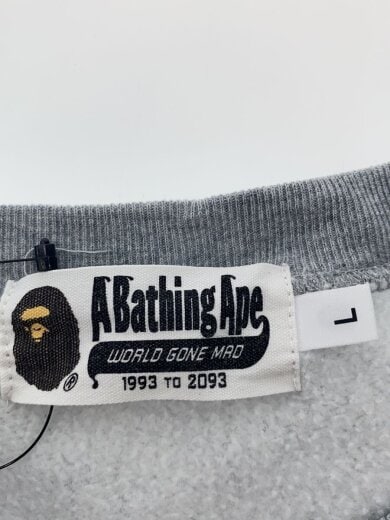 A Bathing Ape
WORLD GONE MAD
1993 TO 2093
®
L